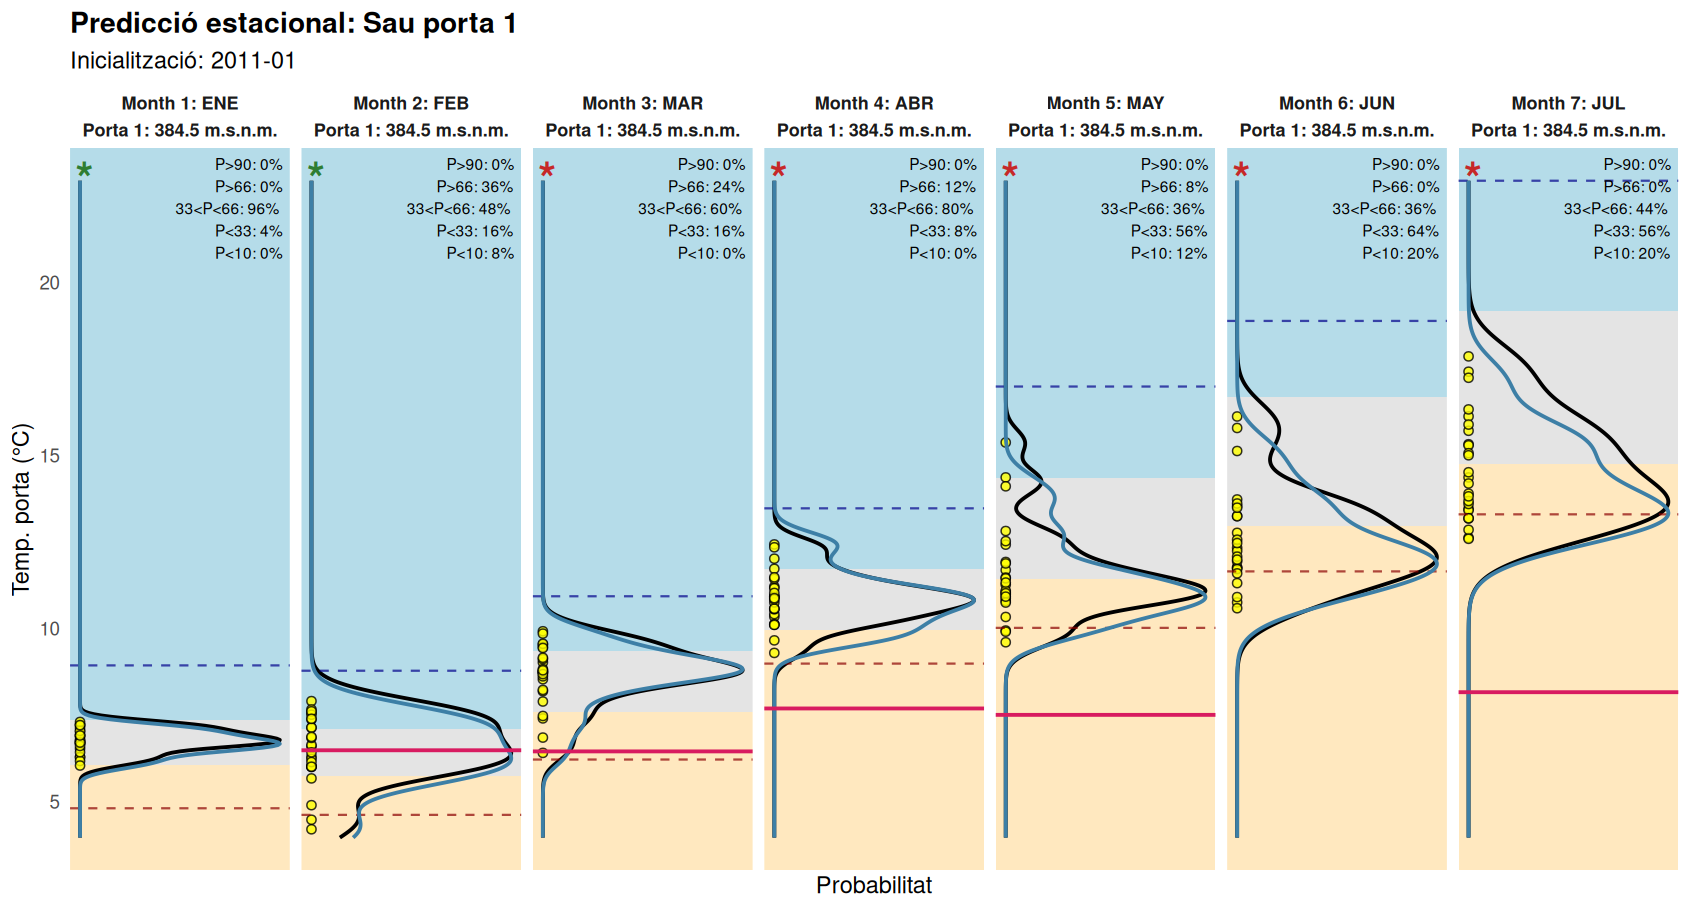 Predicció estacional: Sau porta 1
Inicialització: 2011-01
Month 1: ENE
Porta 1: 384.5 m.s.n.m.
Month 2: FEB
Porta 1: 384.5 m.s.n.m.
Month 3: MAR
Porta 1: 384.5 m.s.n.m.
Month 4: ABR
Porta 1: 384.5 m.s.n.m.
Month 5: MAY
Porta 1: 384.5 m.s.n.m.
Month 6: JUN
Porta 1: 384.5 m.s.n.m.
Month 7: JUL
Porta 1: 384.5 m.s.n.m.
*
P>90: 0%
P>66: 0%
33<P<66: 96%
P<33: 4%
P<10: 0%
*
P>90: 0%
P>66: 36%
33<P<66: 48%
P<33: 16%
P<10: 8%
*
P>90: 0%
P>66: 24%
33<P<66: 60%
P<33: 16%
P<10: 0%
*
P>90: 0%
P>66: 12%
33<P<66: 80%
P<33: 8%
P<10: 0%
*
P>90: 0%
P>66: 8%
33<P<66: 36%
P<33: 56%
P<10: 12%
*
P>90: 0%
P>66: 0%
33<P<66: 36%
P<33: 64%
P<10: 20%
*
P>90: 0%
P>66: 0%
33<P<66: 44%
P<33: 56%
P<10: 20%
Temp. porta (°C)
20
15
10
5
Probabilitat